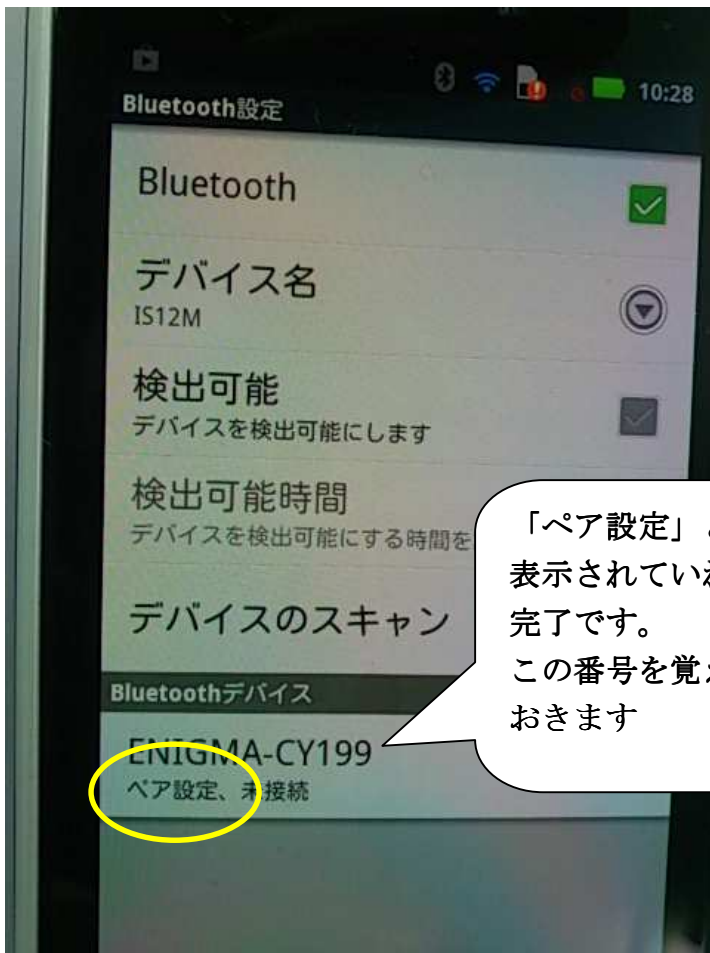 10:28
Bluetooth設定
Bluetooth
デバイス名
IS12M
検出可能
デバイスを検出可能にします
検出可能時間
デバイスを検出可能にする時間を
デバイスのスキャン
「ペア設定」
表示されてい
完了です。
この番号を覚
おきます
Bluetoothデバイス
ENIGMA-CY199
ペア設定、未接続